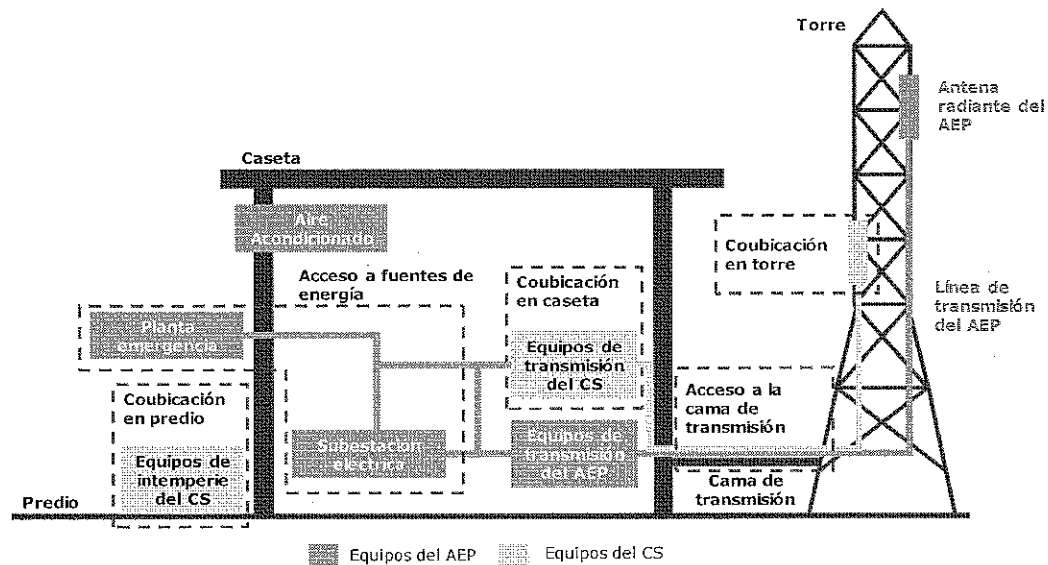 Torre
Antena
radiante del
AEP
Caseta
Aire
Acondicionado
Coubicación
en torre
Acceso a fuentes de
energía
Coubicación
en caseta
Línea de
transmisión
del AEP
Planta
emergencia
Equipos de
transmisión
del CS
Coubicación
en predio
Acceso a la
cama de
transmisión
Subestación
eléctrica
Equipos de
transmisión
del AEP
Equipos de
intemperie
del CS
Cama de
transmisión
Predio
Equipos del AEP
Equipos del CS